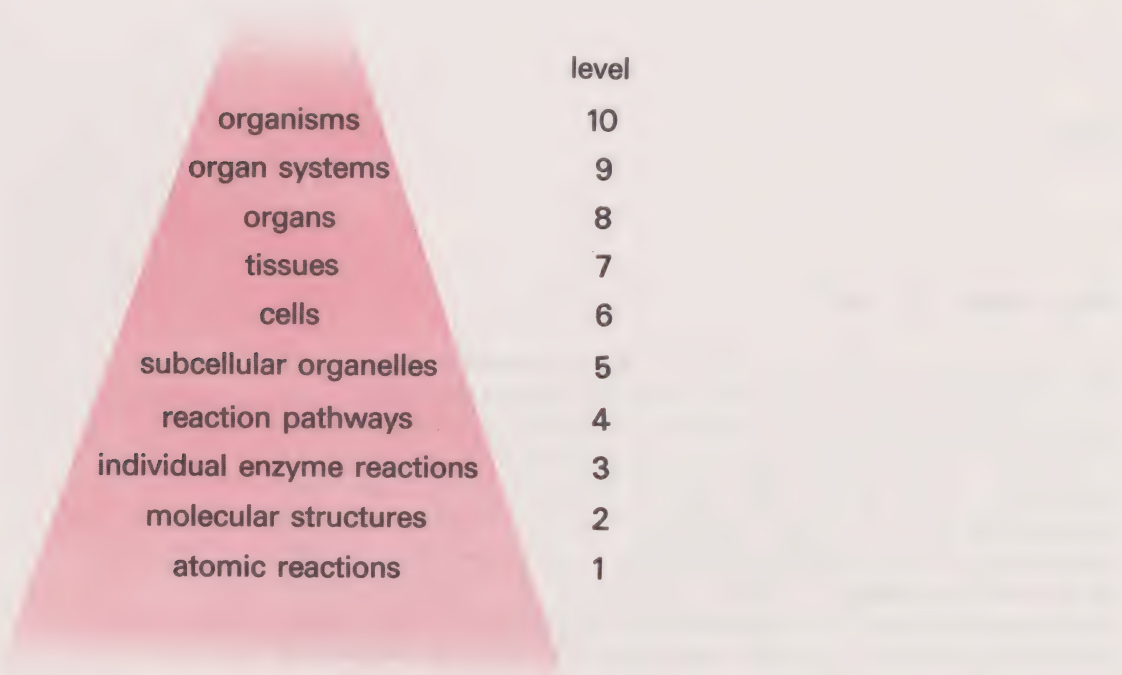 level
organisms 10
organ systems 9
organs 8
tissues 7
cells 6
subcellular organelles 5
reaction pathways 4
individual enzyme reactions 3
molecular structures 2
atomic reactions 1